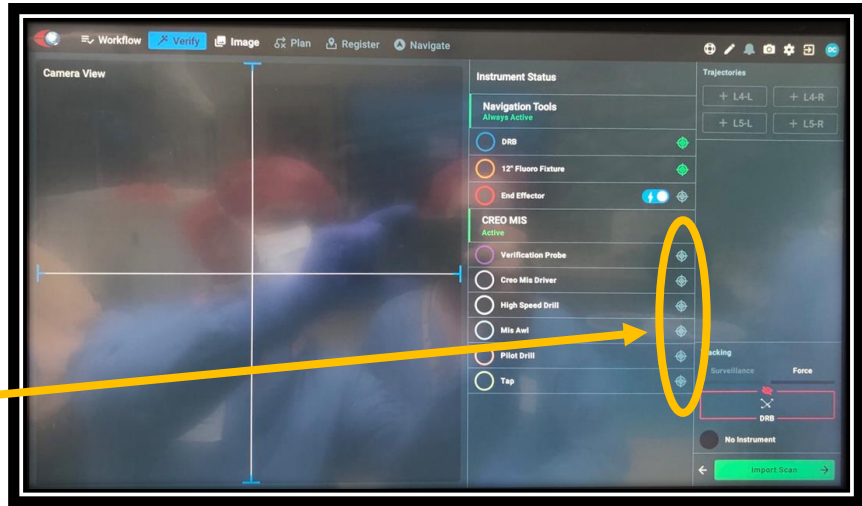 Workflow Verify Image Plan Register Navigate DC
Camera View
Instrument Status
Navigation Tools
Always Active
DRB
12" Fluoro Fixture
End Effector
CREO MIS
Active
Verification Probe
Creo Mis Driver
High Speed Drill
Mis Awl
Pilot Drill
Tap
Trajectories
+ L4-L + L4-R
+ L5-L + L5-R
Surveillance Force
DRB
No Instrument
Import Scan